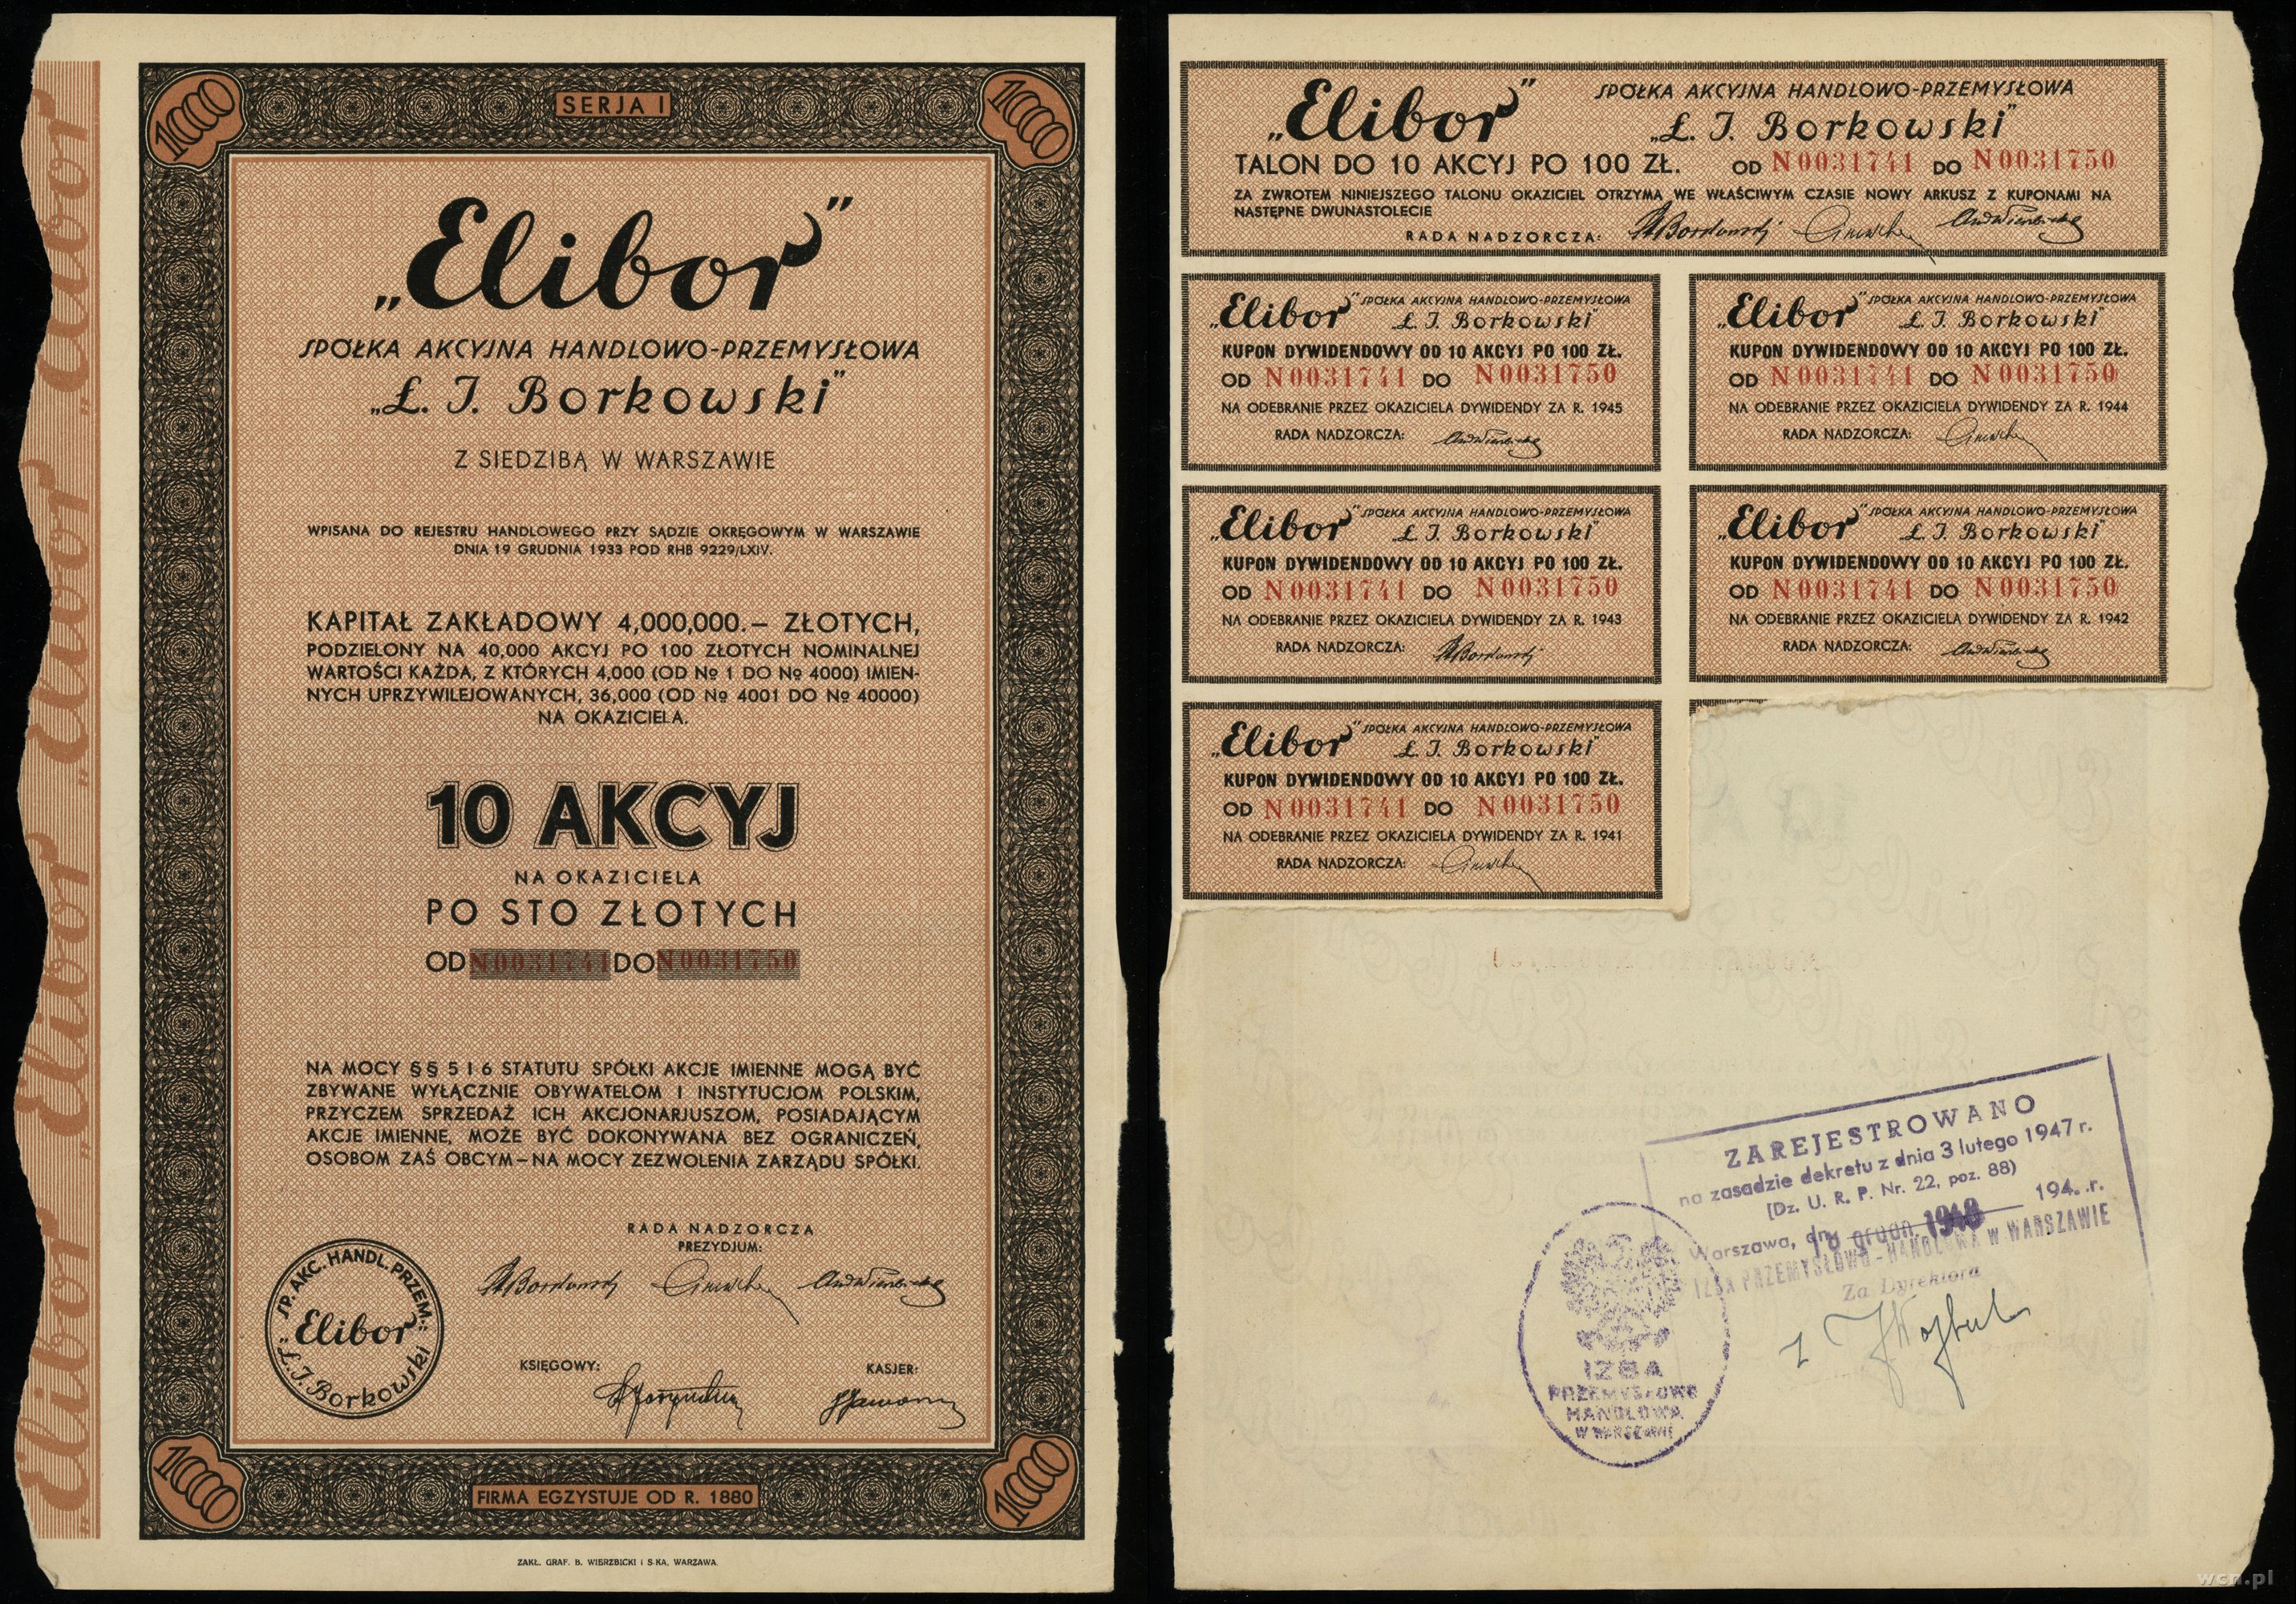 SERJA I
1000
1000
„Elibor”
SPÓŁKA AKCYJNA HANDLOWO-PRZEMYSŁOWA
„Ł. J. Borkowski”
Z SIEDZIBĄ W WARSZAWIE
WPISANA DO REJESTRU HANDLOWEGO PRZY SĄDZIE OKRĘGOWYM W WARSZAWIE
DNIA 19 GRUDNIA 1933 POD RHB 9229/LXIV.
KAPITAŁ ZAKŁADOWY 4,000,000.— ZŁOTYCH,
PODZIELONY NA 40,000 AKCYJ PO 100 ZŁOTYCH NOMINALNEJ
WARTOŚCI KAŻDA, Z KTÓRYCH 4,000 (OD № 1 DO № 4000) IMIEN-
NYCH UPRZYWILEJOWANYCH, 36,000 (OD № 4001 DO № 40000)
NA OKAZICIELA.
10 AKCYJ
NA OKAZICIELA
PO STO ZŁOTYCH
OD N0031741 DO N0031750
NA MOCY §§ 5 I 6 STATUTU SPÓŁKI AKCJE IMIENNE MOGĄ BYĆ
ZBYWANE WYŁĄCZNIE OBYWATELOM I INSTYTUCJOM POLSKIM,
PRZYCZEM SPRZEDAŻ ICH AKCJONARJUSZOM, POSIADAJĄCYM
AKCJE IMIENNE, MOŻE BYĆ DOKONYWANA BEZ OGRANICZEŃ,
OSOBOM ZAŚ OBCYM—NA MOCY ZEZWOLENIA ZARZĄDU SPÓŁKI.
RADA NADZORCZA
PREZYDJUM:
SP. AKC. HANDL. PRZEM.
„Elibor”
„Ł. J. Borkowski”
KSIĘGOWY:
KASJER:
1000
1000
FIRMA EGZYSTUJE OD R. 1880
ZAKŁ. GRAF. B. WIERZBICKI i S-KA, WARZAWA.
„Elibor” „Elibor” „Elibor” „Elibor”
„Elibor” SPÓŁKA AKCYJNA HANDLOWO-PRZEMYSŁOWA
„Ł. J. Borkowski”
TALON DO 10 AKCYJ PO 100 ZŁ. OD N0031741 DO N0031750
ZA ZWROTEM NINIEJSZEGO TALONU OKAZICIEL OTRZYMA WE WŁAŚCIWYM CZASIE NOWY ARKUSZ Z KUPONAMI NA
NASTĘPNE DWUNASTOLECIE
RADA NADZORCZA:
„Elibor” SPÓŁKA AKCYJNA HANDLOWO-PRZEMYSŁOWA
„Ł. J. Borkowski”
KUPON DYWIDENDOWY OD 10 AKCYJ PO 100 ZŁ.
OD N0031741 DO N0031750
NA ODEBRANIE PRZEZ OKAZICIELA DYWIDENDY ZA R. 1945
RADA NADZORCZA:
„Elibor” SPÓŁKA AKCYJNA HANDLOWO-PRZEMYSŁOWA
„Ł. J. Borkowski”
KUPON DYWIDENDOWY OD 10 AKCYJ PO 100 ZŁ.
OD N0031741 DO N0031750
NA ODEBRANIE PRZEZ OKAZICIELA DYWIDENDY ZA R. 1944
RADA NADZORCZA:
„Elibor” SPÓŁKA AKCYJNA HANDLOWO-PRZEMYSŁOWA
„Ł. J. Borkowski”
KUPON DYWIDENDOWY OD 10 AKCYJ PO 100 ZŁ.
OD N0031741 DO N0031750
NA ODEBRANIE PRZEZ OKAZICIELA DYWIDENDY ZA R. 1943
RADA NADZORCZA:
„Elibor” SPÓŁKA AKCYJNA HANDLOWO-PRZEMYSŁOWA
„Ł. J. Borkowski”
KUPON DYWIDENDOWY OD 10 AKCYJ PO 100 ZŁ.
OD N0031741 DO N0031750
NA ODEBRANIE PRZEZ OKAZICIELA DYWIDENDY ZA R. 1942
RADA NADZORCZA:
„Elibor” SPÓŁKA AKCYJNA HANDLOWO-PRZEMYSŁOWA
„Ł. J. Borkowski”
KUPON DYWIDENDOWY OD 10 AKCYJ PO 100 ZŁ.
OD N0031741 DO N0031750
NA ODEBRANIE PRZEZ OKAZICIELA DYWIDENDY ZA R. 1941
RADA NADZORCZA:
ZAREJESTROWANO
na zasadzie dekretu z dnia 3 lutego 1947 r.
[Dz. U. R. P. Nr. 22, poz. 88)
Warszawa, dn. grudn. 1948 194. .r.
IZBA PRZEMYSŁOWO-HANDLOWA W WARSZAWIE
Za Dyrektora
IZBA
PRZEMYSŁOWO
HANDLOWA
W WARSZAWIE
wcn.pl